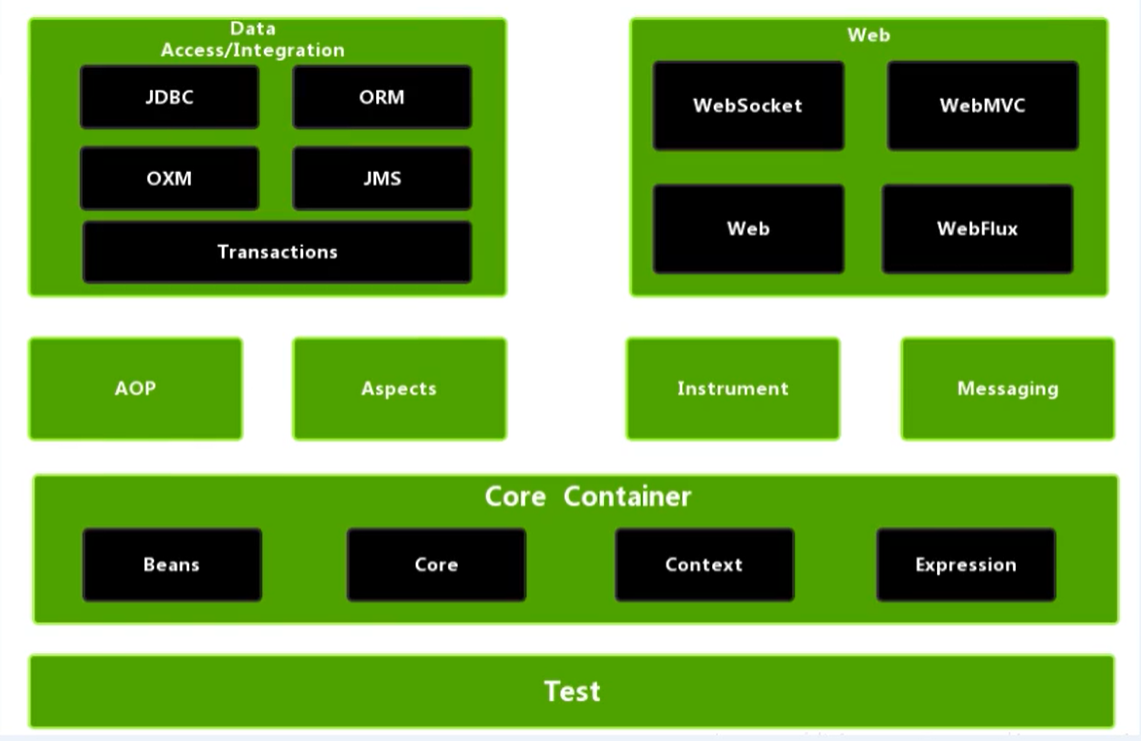 Data
Access/Integration
JDBC
ORM
OXM
JMS
Transactions
Web
WebSocket
WebMVC
Web
WebFlux
AOP
Aspects
Instrument
Messaging
Core Container
Beans
Core
Context
Expression
Test